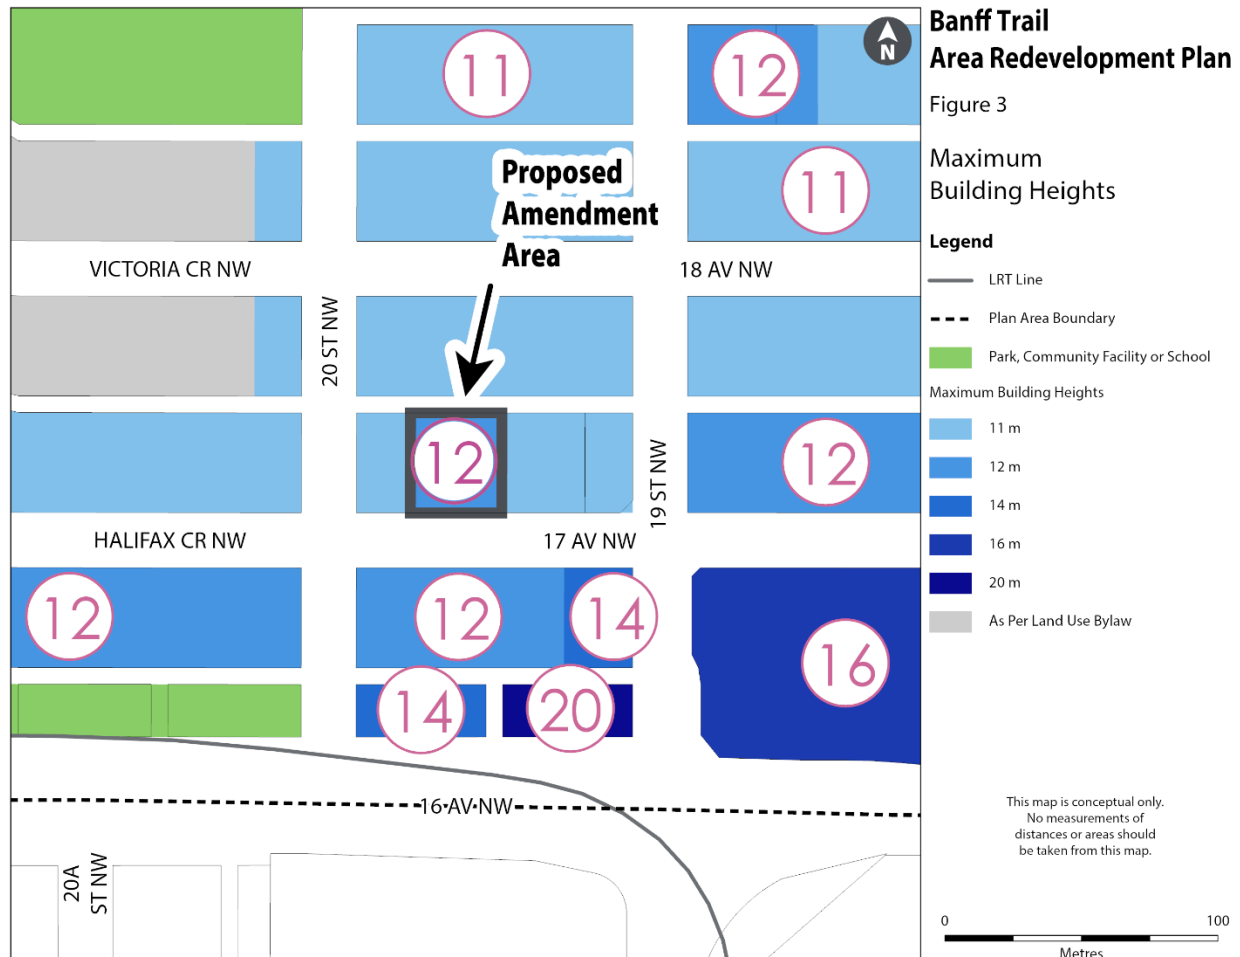 Banff Trail
Area Redevelopment Plan
Figure 3
Maximum
Building Heights
Legend
LRT Line
Plan Area Boundary
Park, Community Facility or School
Maximum Building Heights
11 m
12 m
14 m
16 m
20 m
As Per Land Use Bylaw
This map is conceptual only.
No measurements of
distances or areas should
be taken from this map.
0 100
Metres
N
11
12
11
Proposed
Amendment
Area
VICTORIA CR NW
18 AV NW
20 ST NW
12
12
19 ST NW
HALIFAX CR NW
17 AV NW
12
12
14
16
14
20
16 AV NW
20A
ST NW